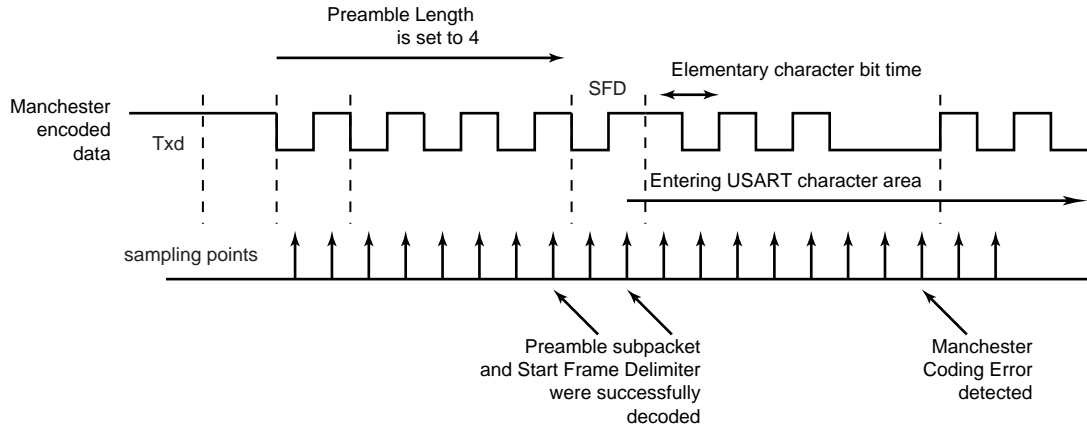 Preamble Length
is set to 4
Elementary character bit time
SFD
Manchester
encoded
data
Txd
Entering USART character area
sampling points
Preamble subpacket
and Start Frame Delimiter
were successfully
decoded
Manchester
Coding Error
detected